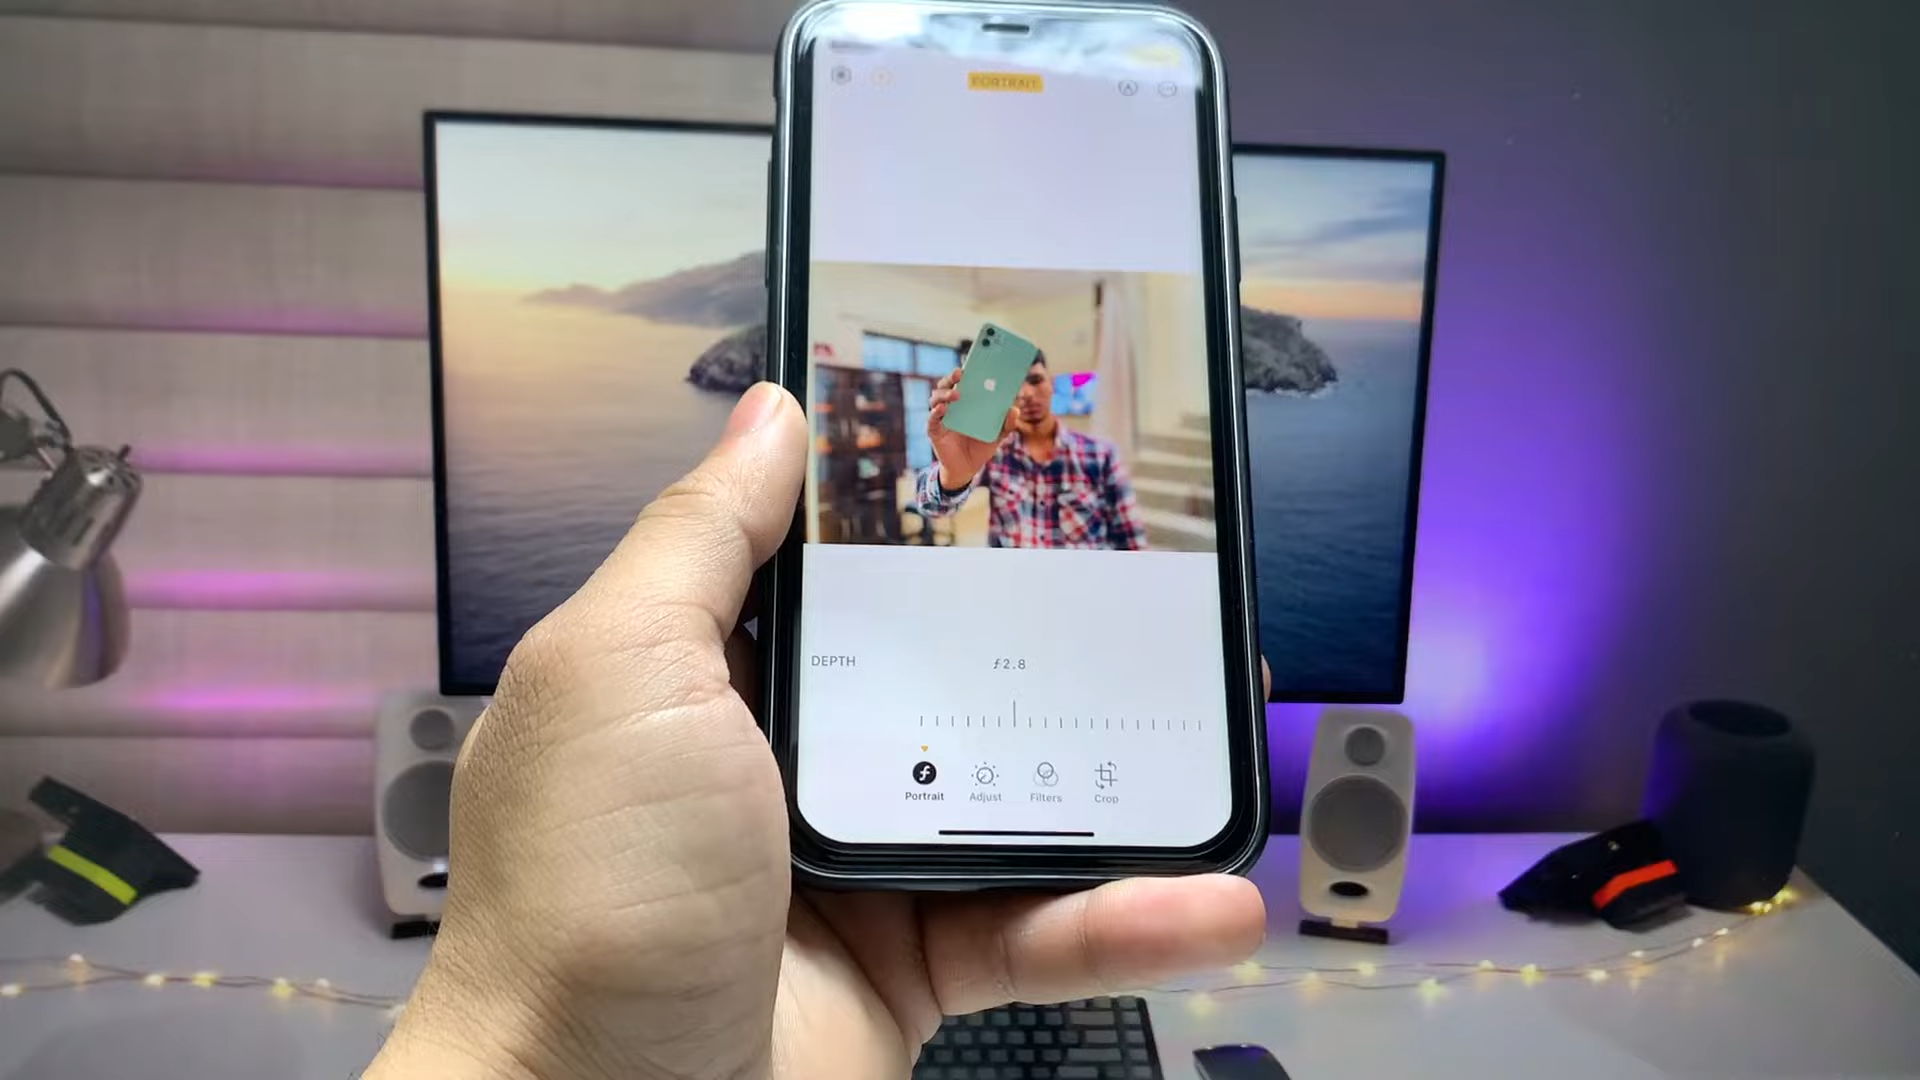 PORTRAIT
DEPTH
ƒ2.8
Portrait
Adjust
Filters
Crop